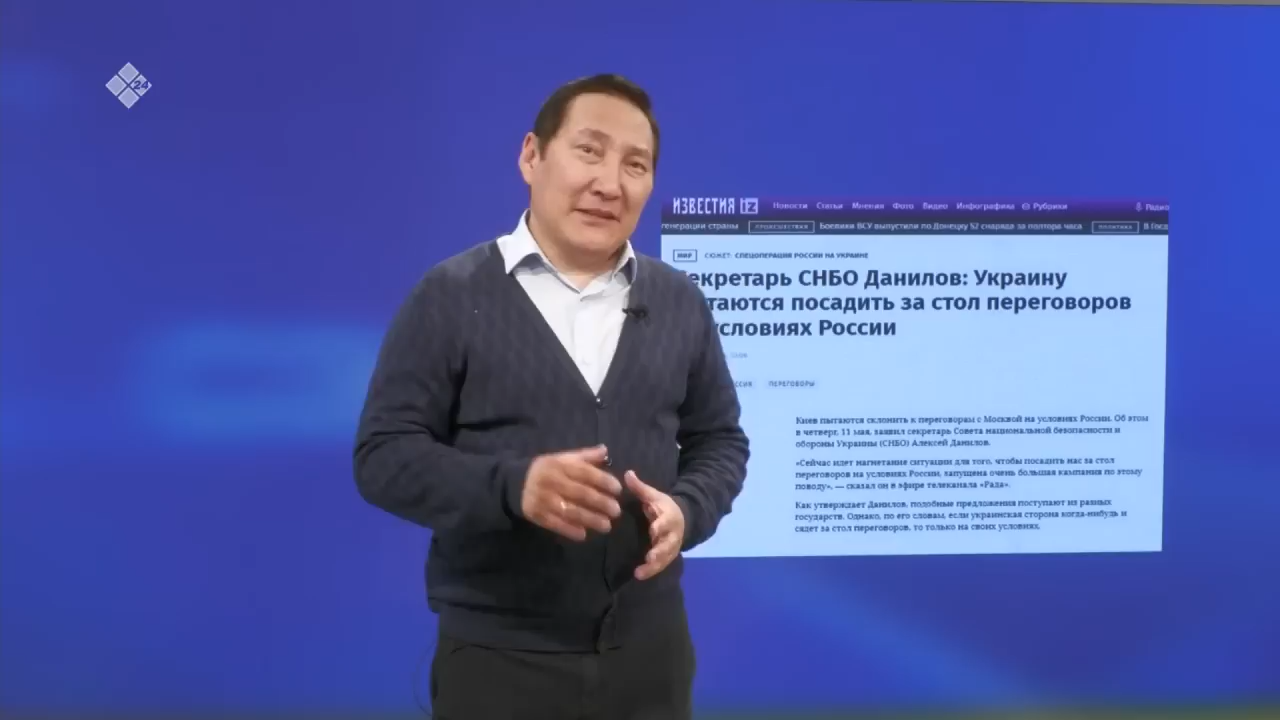 24
ИЗВЕСТИЯ iz Новости Статьи Мнения Фото Видео Инфографика Рубрики Радио
генерации страны ПРОИСШЕСТВИЯ Боевики ВСУ выпустили по Донецку 52 снаряда за полтора часа ПОЛИТИКА В Госд
МИР СЮЖЕТ: СПЕЦОПЕРАЦИЯ РОССИИ НА УКРАИНЕ
екретарь СНБО Данилов: Украину
таются посадить за стол переговоров
условиях России
ССИЯ ПЕРЕГОВОРЫ
Киев пытаются склонить к переговорам с Москвой на условиях России. Об этом
в четверг, 11 мая, заявил секретарь Совета национальной безопасности и
обороны Украины (СНБО) Алексей Данилов.
«Сейчас идет нагнетание ситуации для того, чтобы посадить нас за стол
переговоров на условиях России, запущена очень большая кампания по этому
поводу», — сказал он в эфире телеканала «Рада».
Как утверждает Данилов, подобные предложения поступают из разных
государств. Однако, по его словам, если украинская сторона когда-нибудь и
сядет за стол переговоров, то только на своих условиях.